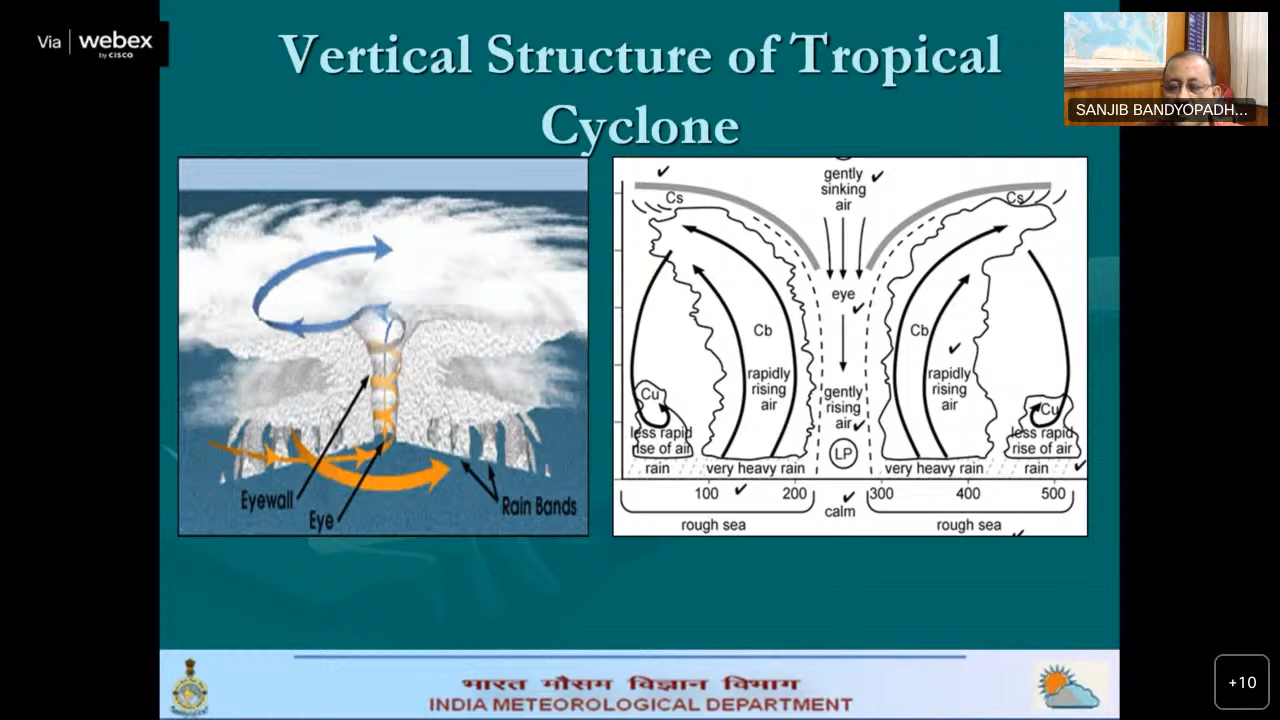 Via webex
by CISCO
Vertical Structure of Tropical
Cyclone
SANJIB BANDYOPADH...
Eyewall
Eye
Rain Bands
gently
sinking
air
Cs
Cs
eye
Cb
Cb
rapidly
rising
air
gently
rising
air
rapidly
rising
air
Cu
less rapid
rise of air
Cu
less rapid
rise of air
LP
rain
very heavy rain
very heavy rain
rain
100 200 300 400 500
calm
rough sea
rough sea
भारत मौसम विज्ञान विभाग
INDIA METEOROLOGICAL DEPARTMENT
+10